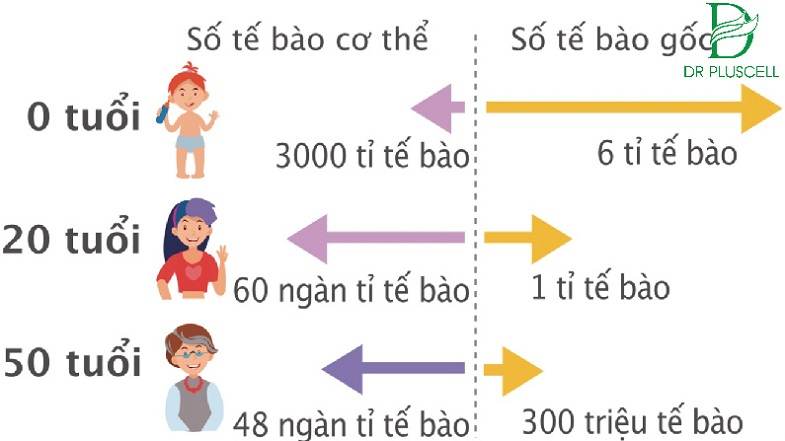 Số tế bào cơ thể
Số tế bào gốc
DR PLUSCELL
0 tuổi
3000 tỉ tế bào
6 tỉ tế bào
20 tuổi
60 ngàn tỉ tế bào
1 tỉ tế bào
50 tuổi
48 ngàn tỉ tế bào
300 triệu tế bào